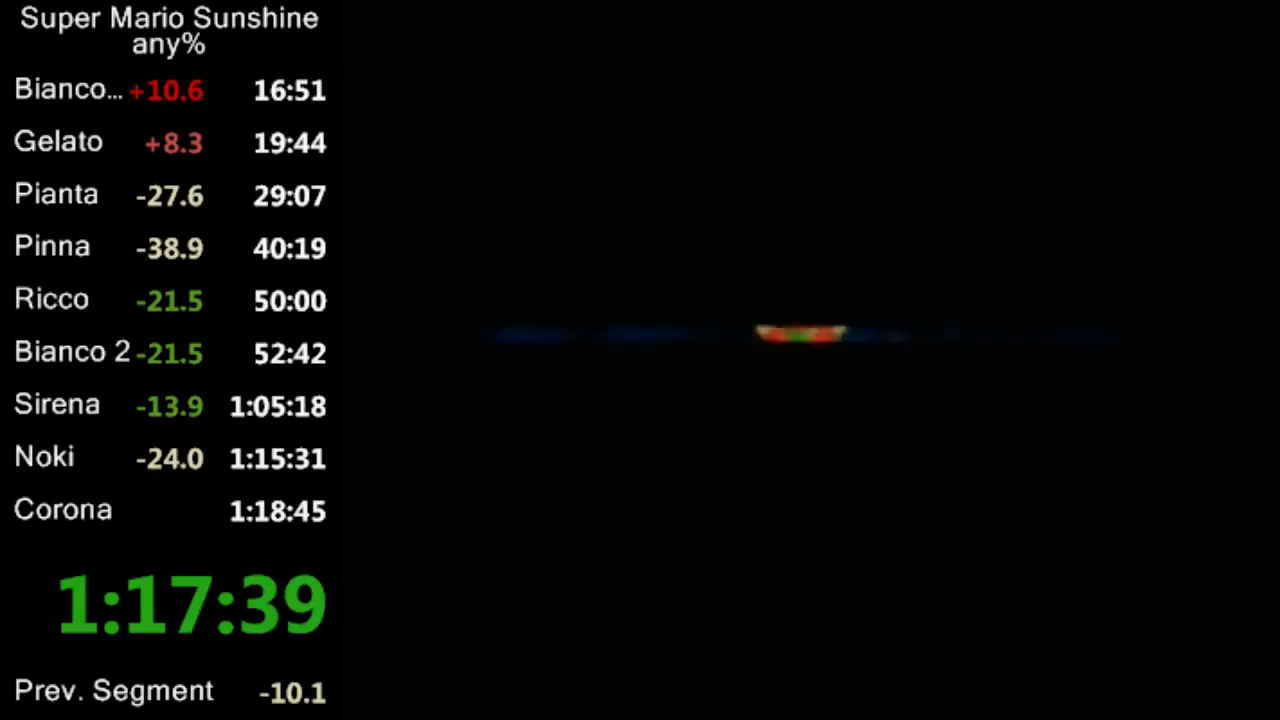 Super Mario Sunshine
any%
Bianco... +10.6 16:51
Gelato +8.3 19:44
Pianta -27.6 29:07
Pinna -38.9 40:19
Ricco -21.5 50:00
Bianco 2 -21.5 52:42
Sirena -13.9 1:05:18
Noki -24.0 1:15:31
Corona 1:18:45
1:17:39
Prev. Segment -10.1